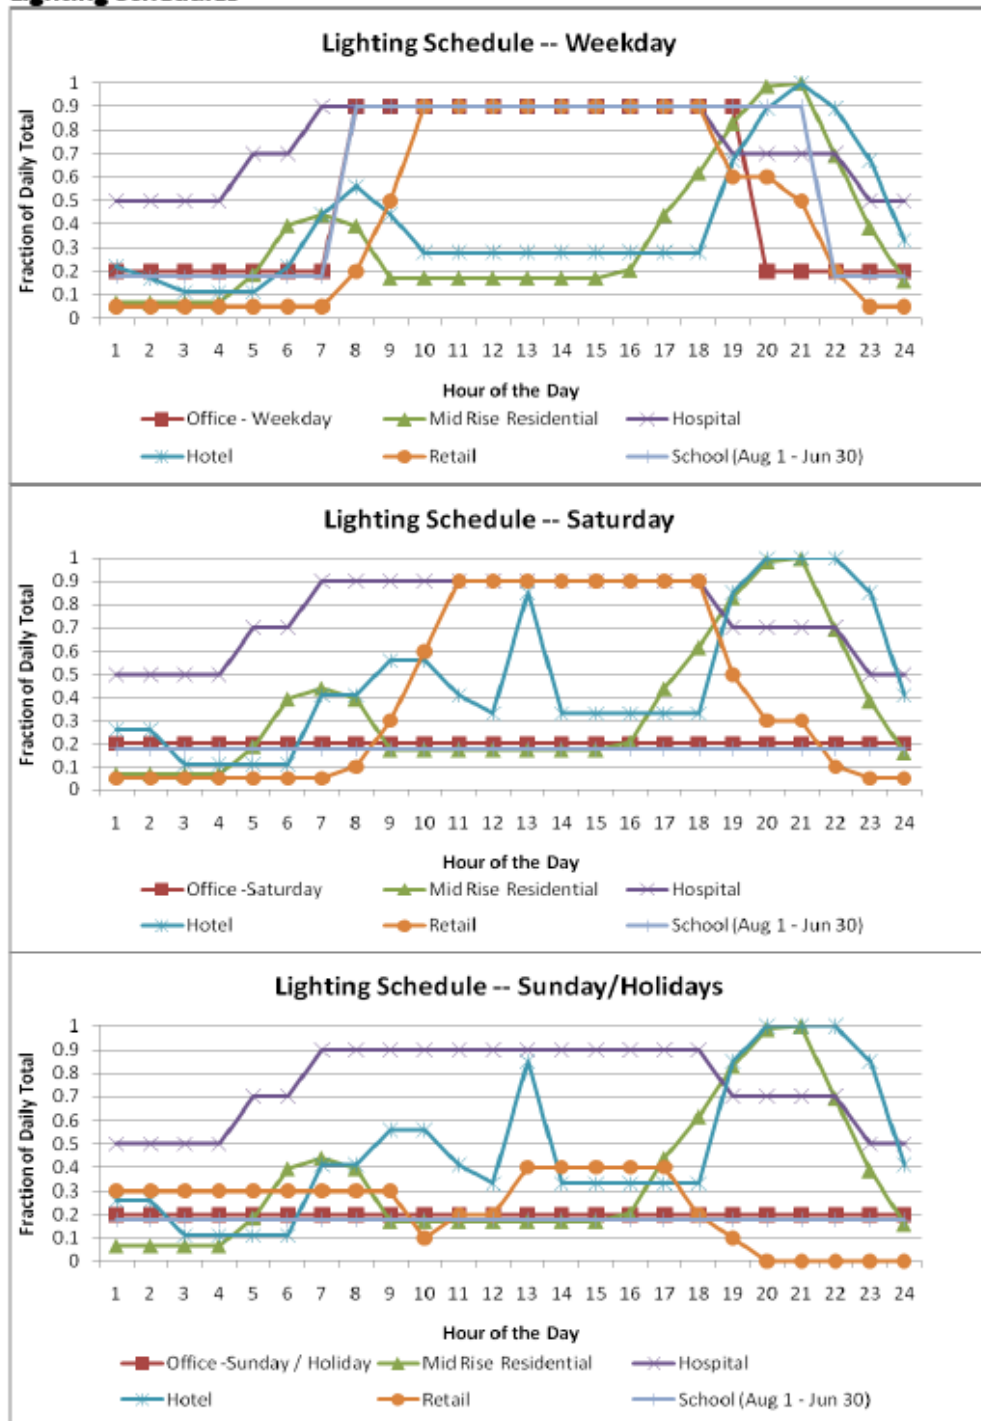 Lighting Schedules
Lighting Schedule -- Weekday
1
0.9
0.8
0.7
0.6
0.5
0.4
0.3
0.2
0.1
0
Fraction of Daily Total
1 2 3 4 5 6 7 8 9 10 11 12 13 14 15 16 17 18 19 20 21 22 23 24
Hour of the Day
Office - Weekday Mid Rise Residential Hospital
Hotel Retail School (Aug 1 - Jun 30)
Lighting Schedule -- Saturday
1
0.9
0.8
0.7
0.6
0.5
0.4
0.3
0.2
0.1
0
Fraction of Daily Total
1 2 3 4 5 6 7 8 9 10 11 12 13 14 15 16 17 18 19 20 21 22 23 24
Hour of the Day
Office -Saturday Mid Rise Residential Hospital
Hotel Retail School (Aug 1 - Jun 30)
Lighting Schedule -- Sunday/Holidays
1
0.9
0.8
0.7
0.6
0.5
0.4
0.3
0.2
0.1
0
Fraction of Daily Total
1 2 3 4 5 6 7 8 9 10 11 12 13 14 15 16 17 18 19 20 21 22 23 24
Hour of the Day
Office -Sunday / Holiday Mid Rise Residential Hospital
Hotel Retail School (Aug 1 - Jun 30)